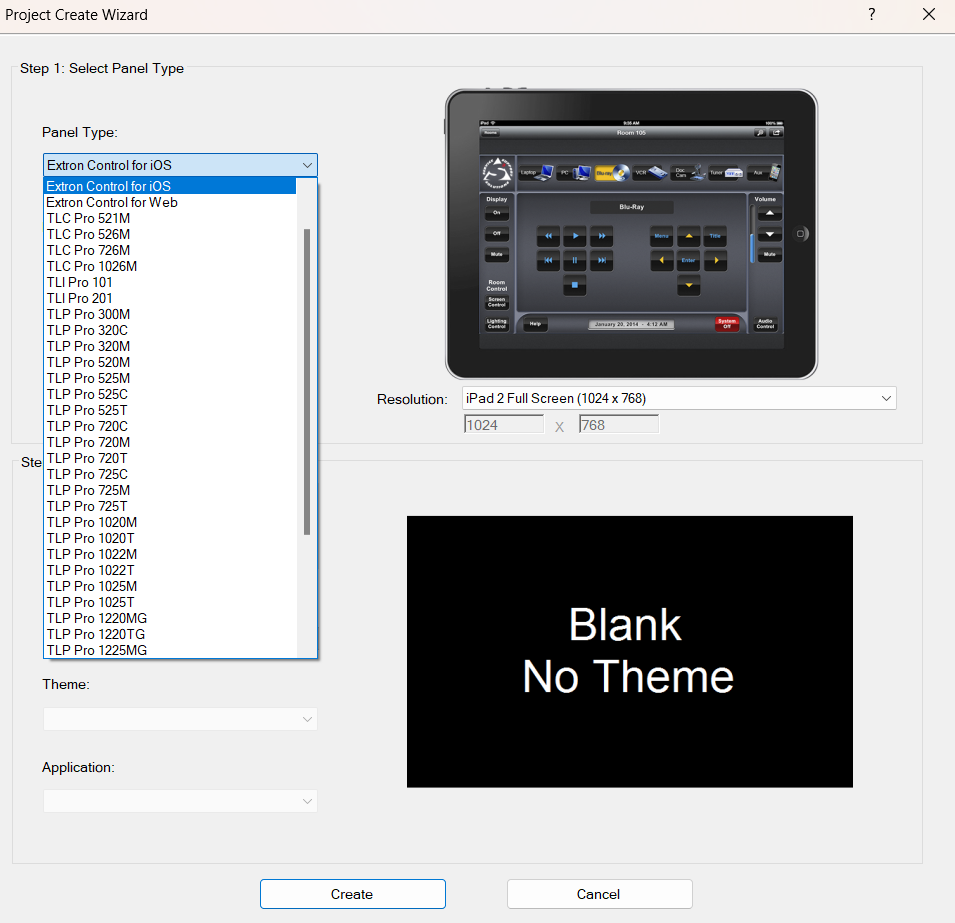 Project Create Wizard
?
Step 1: Select Panel Type
Panel Type:
Extron Control for iOS
Extron Control for iOS
Extron Control for Web
TLC Pro 521M
TLC Pro 526M
TLC Pro 726M
TLC Pro 1026M
TLI Pro 101
TLI Pro 201
TLP Pro 300M
TLP Pro 320C
TLP Pro 320M
TLP Pro 520M
TLP Pro 525M
TLP Pro 525C
TLP Pro 525T
TLP Pro 720C
TLP Pro 720M
TLP Pro 720T
TLP Pro 725C
TLP Pro 725M
TLP Pro 725T
TLP Pro 1020M
TLP Pro 1020T
TLP Pro 1022M
TLP Pro 1022T
TLP Pro 1025M
TLP Pro 1025T
TLP Pro 1220MG
TLP Pro 1220TG
TLP Pro 1225MG
iPad
9:26 AM
100%
Room 105
Laptop
PC
Blu-ray
VCR
Doc
Cam
Tuner
Aux
Display
On
Off
Mute
Room
Control
Screen
Control
Lighting
Control
Blu-Ray
Menu
Title
Enter
Volume
Mute
Help
January 20, 2014 - 4:12 AM
System
Off
Audio
Control
Resolution:
iPad 2 Full Screen (1024 x 768)
1024
X
768
Ste
Blank
No Theme
Theme:
Application:
Create
Cancel